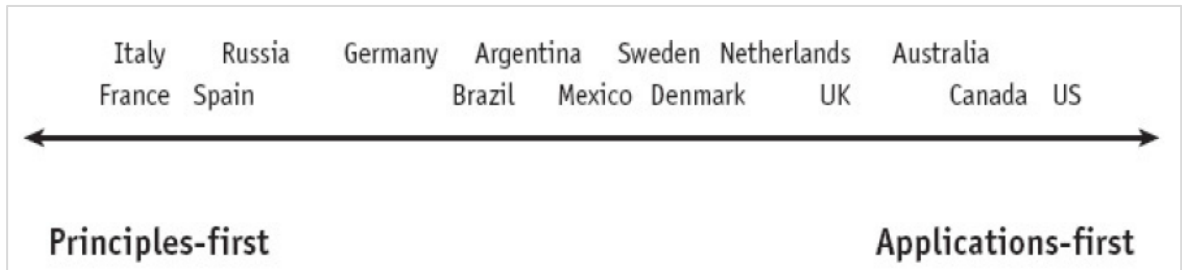 Italy Russia Germany Argentina Sweden Netherlands Australia
France Spain Brazil Mexico Denmark UK Canada US
Principles-first Applications-first